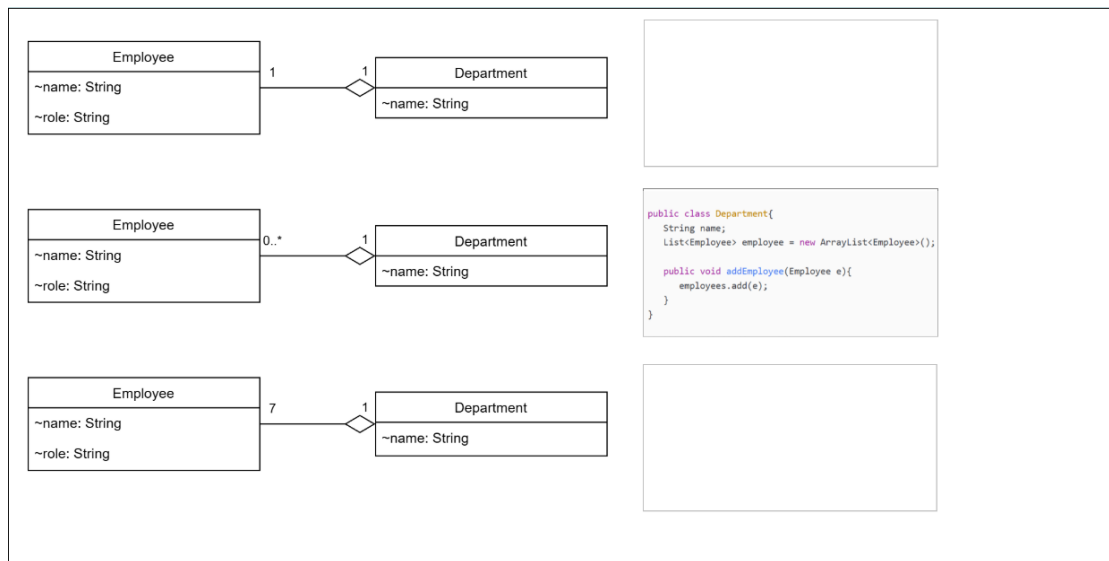 Employee
~name: String
~role: String
1
1
Department
~name: String
Employee
~name: String
~role: String
0..*
1
Department
~name: String
public class Department{
String name;
List<Employee> employee = new ArrayList<Employee>();
public void addEmployee(Employee e){
employees.add(e);
}
}
Employee
~name: String
~role: String
7
1
Department
~name: String